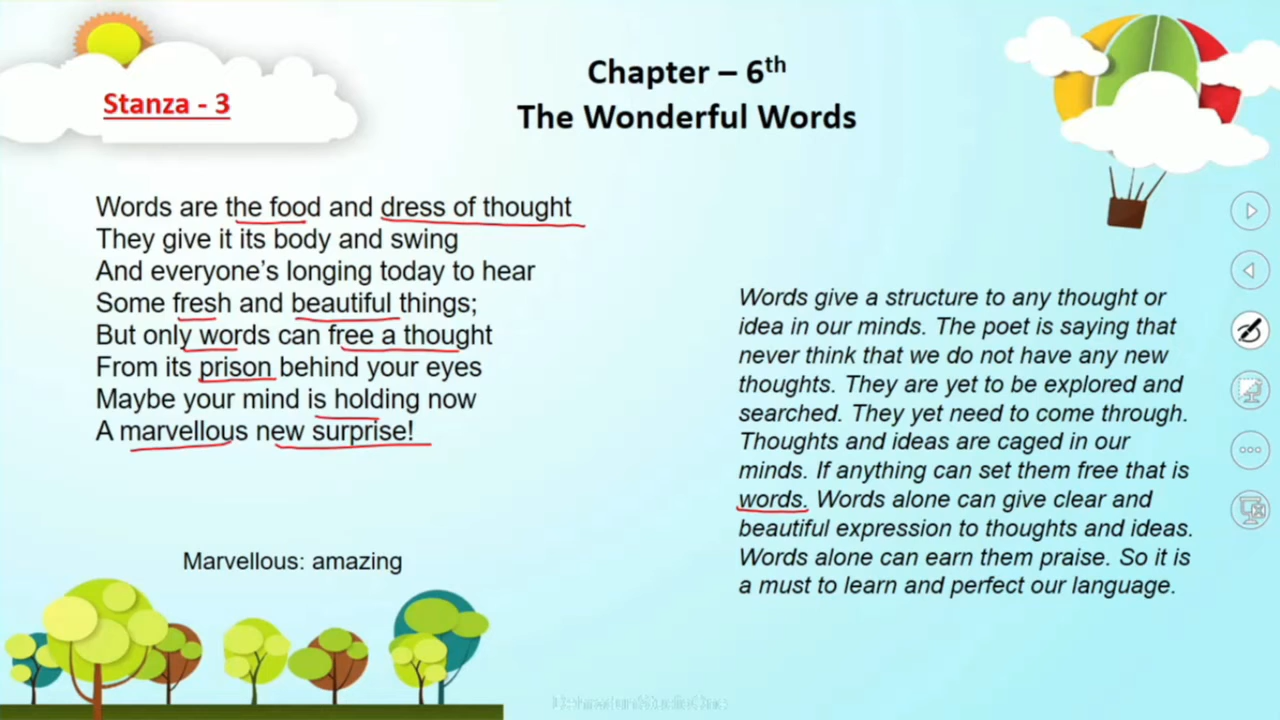 Stanza - 3
Chapter – 6th
The Wonderful Words
Words are the food and dress of thought
They give it its body and swing
And everyone's longing today to hear
Some fresh and beautiful things;
But only words can free a thought
From its prison behind your eyes
Maybe your mind is holding now
A marvellous new surprise!
Marvellous: amazing
Words give a structure to any thought or
idea in our minds. The poet is saying that
never think that we do not have any new
thoughts. They are yet to be explored and
searched. They yet need to come through.
Thoughts and ideas are caged in our
minds. If anything can set them free that is
words. Words alone can give clear and
beautiful expression to thoughts and ideas.
Words alone can earn them praise. So it is
a must to learn and perfect our language.